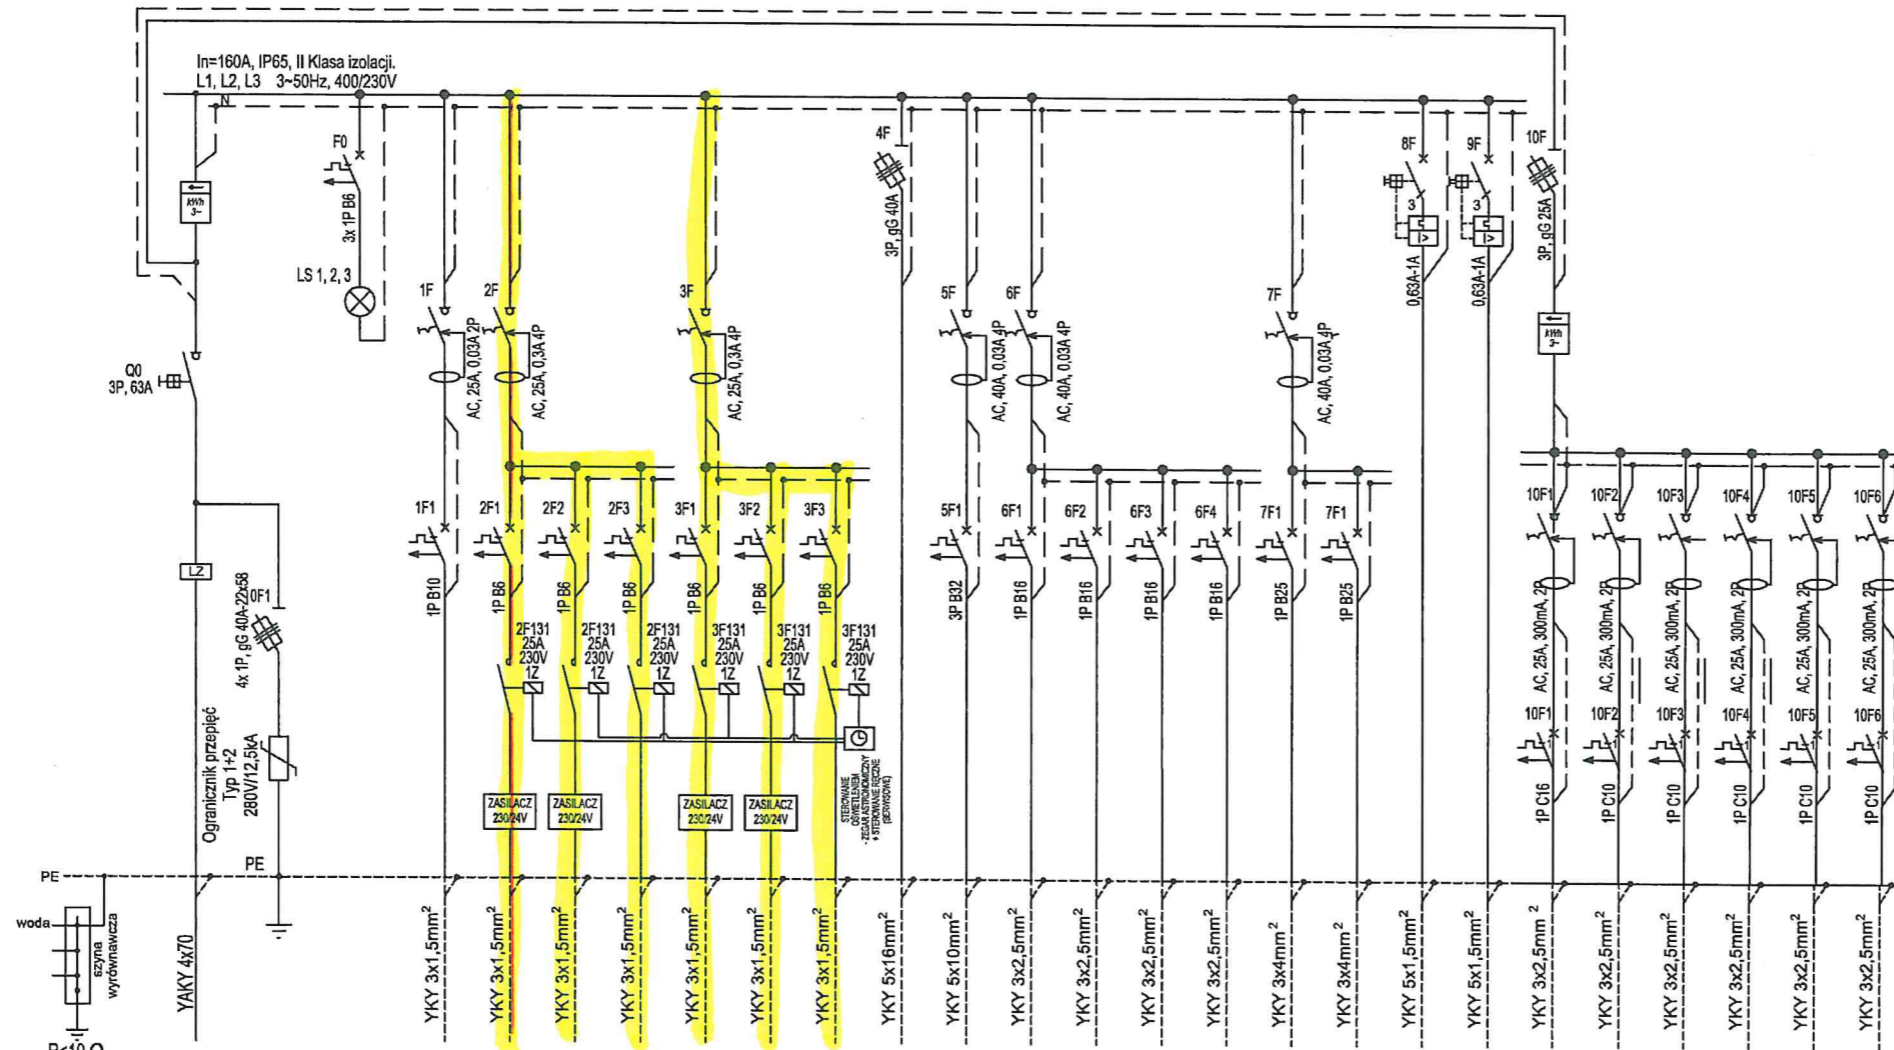 In=160A, IP65, II Klasa izolacji.
L1, L2, L3 3~50Hz, 400/230V
N
kWh
3~
Q0
3P, 63A
LZ
0F1
4x 1P, gG 40A-22x58
Ogranicznik przepięć
Typ 1+2
280V/12,5kA
PE
PE
woda
szyna
wyrównawcza
R<10 Ω
YAKY 4x70
F0
3x 1P B6
LS 1, 2, 3
1F
AC, 25A, 0,03A 2P
1F1
1P B10
YKY 3x1,5mm²
2F
AC, 25A, 0,3A 4P
2F1
1P B6
2F131
25A
230V
1Z
ZASILACZ
230/24V
YKY 3x1,5mm²
2F2
1P B6
2F131
25A
230V
1Z
ZASILACZ
230/24V
YKY 3x1,5mm²
2F3
1P B6
2F131
25A
230V
1Z
YKY 3x1,5mm²
3F
AC, 25A, 0,3A 4P
3F1
1P B6
3F131
25A
230V
1Z
ZASILACZ
230/24V
YKY 3x1,5mm²
3F2
1P B6
3F131
25A
230V
1Z
ZASILACZ
230/24V
YKY 3x1,5mm²
3F3
1P B6
3F131
25A
230V
1Z
STEROWANIE
OŚWIETLENIEM
- ZEGAR ASTRONOMICZNY
+ STEROWANIE RĘCZNE
(SERWISOWE)
YKY 3x1,5mm²
4F
3P, gG 40A
YKY 5x16mm²
5F
AC, 40A, 0,03A 4P
5F1
3P B32
YKY 5x10mm²
6F
AC, 40A, 0,03A 4P
6F1
1P B16
YKY 3x2,5mm²
6F2
1P B16
YKY 3x2,5mm²
6F3
1P B16
YKY 3x2,5mm²
6F4
1P B16
YKY 3x2,5mm²
7F
AC, 40A, 0,03A 4P
7F1
1P B25
YKY 3x4mm²
7F1
1P B25
YKY 3x4mm²
8F
3
I>
0,63A-1A
YKY 5x1,5mm²
9F
3
I>
0,63A-1A
YKY 5x1,5mm²
10F
3P, gG 25A
kWh
3~
10F1
AC, 25A, 300mA, 2P
10F1
1P C16
YKY 3x2,5mm²
10F2
AC, 25A, 300mA, 2P
10F2
1P C10
YKY 3x2,5mm²
10F3
AC, 25A, 300mA, 2P
10F3
1P C10
YKY 3x2,5mm²
10F4
AC, 25A, 300mA, 2P
10F4
1P C10
YKY 3x2,5mm²
10F5
AC, 25A, 300mA, 2P
10F5
1P C10
YKY 3x2,5mm²
10F6
AC, 25A, 300mA, 2P
10F6
1P C10
YKY 3x2,5mm²